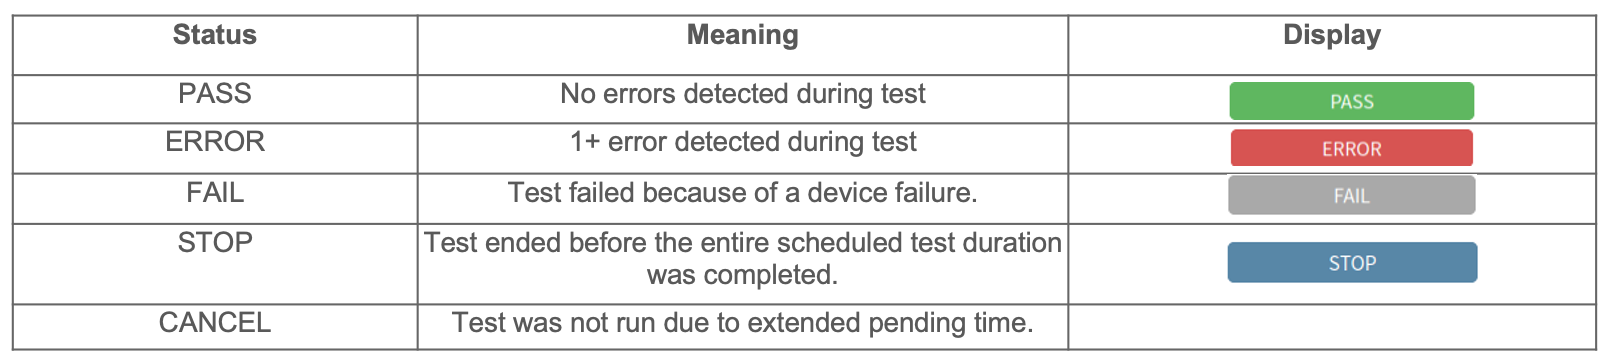 Status Meaning Display
PASS No errors detected during test PASS
ERROR 1+ error detected during test ERROR
FAIL Test failed because of a device failure. FAIL
STOP Test ended before the entire scheduled test duration
was completed. STOP
CANCEL Test was not run due to extended pending time.